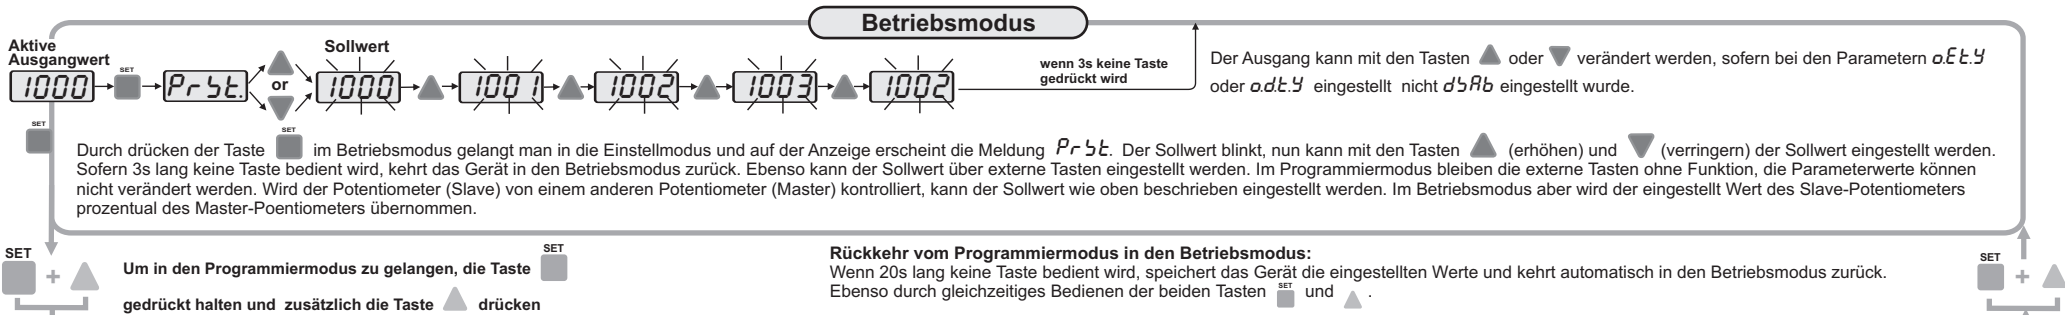 Betriebsmodus
Aktive
Ausgangwert
Sollwert
1000
SET
Pr St.
or
1000
1001
1002
1003
1002
wenn 3s keine Taste
gedrückt wird
Der Ausgang kann mit den Tasten oder verändert werden, sofern bei den Parametern o.Et.Y
oder o.d.t.Y eingestellt nicht dSAb eingestellt wurde.
SET
SET
Durch drücken der Taste im Betriebsmodus gelangt man in die Einstellmodus und auf der Anzeige erscheint die Meldung Pr St. Der Sollwert blinkt, nun kann mit den Tasten (erhöhen) und (verringern) der Sollwert eingestellt werden.
Sofern 3s lang keine Taste bedient wird, kehrt das Gerät in den Betriebsmodus zurück. Ebenso kann der Sollwert über externe Tasten eingestellt werden. Im Programmiermodus bleiben die externe Tasten ohne Funktion, die Parameterwerte können
nicht verändert werden. Wird der Potentiometer (Slave) von einem anderen Potentiometer (Master) kontrolliert, kann der Sollwert wie oben beschrieben eingestellt werden. Im Betriebsmodus aber wird der eingestellt Wert des Slave-Potentiometers
prozentual des Master-Poentiometers übernommen.
SET
+
Um in den Programmiermodus zu gelangen, die Taste
SET
gedrückt halten und zusätzlich die Taste drücken
Rückkehr vom Programmiermodus in den Betriebsmodus:
Wenn 20s lang keine Taste bedient wird, speichert das Gerät die eingestellten Werte und kehrt automatisch in den Betriebsmodus zurück.
Ebenso durch gleichzeitiges Bedienen der beiden Tasten SET und .
SET
+